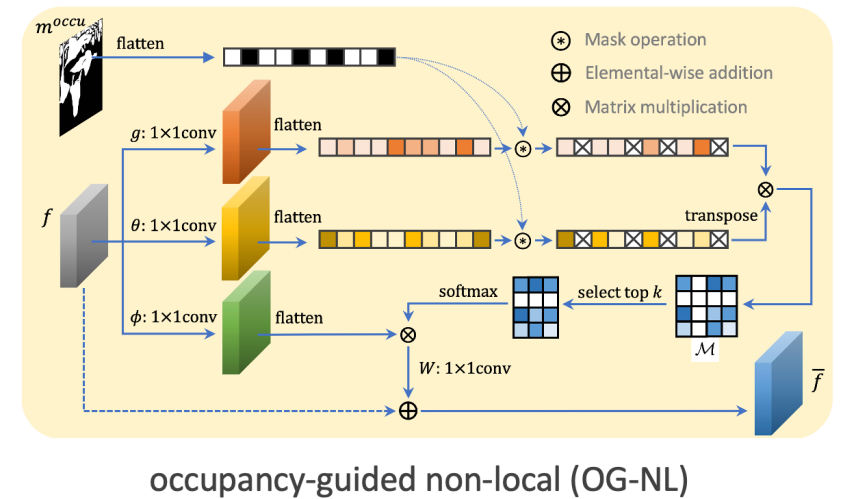 m^occu
flatten
Mask operation
Elemental-wise addition
Matrix multiplication
g: 1×1conv
flatten
f
θ: 1×1conv
flatten
transpose
ϕ: 1×1conv
flatten
softmax
select top k
ℳ
W: 1×1conv
f̅
occupancy-guided non-local (OG-NL)